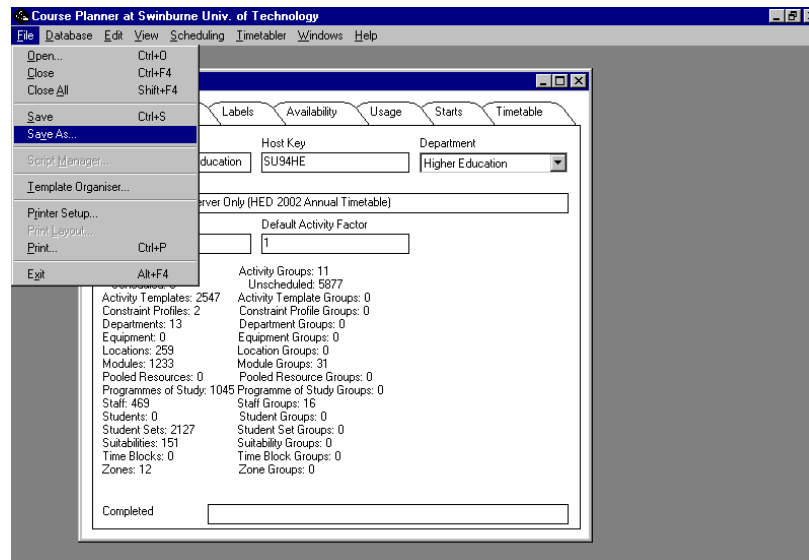 Course Planner at Swinburne Univ. of Technology
File Database Edit View Scheduling Timetabler Windows Help
Open... Ctrl+O
Close Ctrl+F4
Close All Shift+F4
Save Ctrl+S
Save As...
Script Manager...
Template Organiser...
Printer Setup...
Print Layout...
Print... Ctrl+P
Exit Alt+F4
Labels Availability Usage Starts Timetable
Host Key Department
ducation SU94HE Higher Education
erver Only (HED 2002 Annual Timetable)
Default Activity Factor
1
Activity Groups: 11
Unscheduled: 5877
Activity Templates: 2547 Activity Template Groups: 0
Constraint Profiles: 2 Constraint Profile Groups: 0
Departments: 13 Department Groups: 0
Equipment: 0 Equipment Groups: 0
Locations: 259 Location Groups: 0
Modules: 1233 Module Groups: 31
Pooled Resources: 0 Pooled Resource Groups: 0
Programmes of Study: 1045 Programme of Study Groups: 0
Staff: 469 Staff Groups: 16
Students: 0 Student Groups: 0
Student Sets: 2127 Student Set Groups: 0
Suitabilities: 151 Suitability Groups: 0
Time Blocks: 0 Time Block Groups: 0
Zones: 12 Zone Groups: 0
Completed